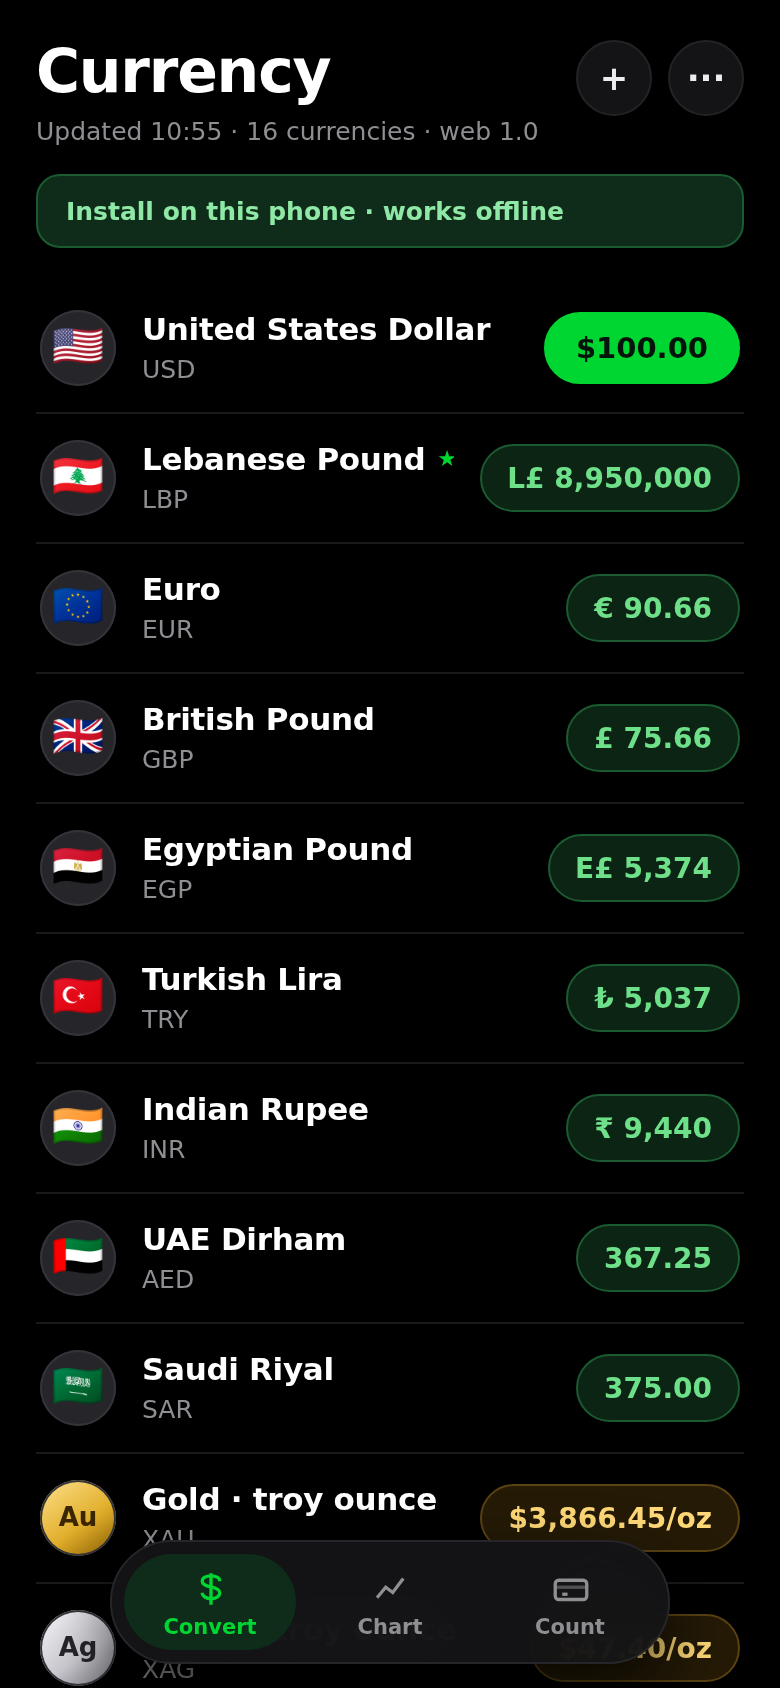 Currency
+ ···
Updated 10:55 · 16 currencies · web 1.0
Install on this phone · works offline
United States Dollar
USD
$100.00
Lebanese Pound ★
LBP
L£ 8,950,000
Euro
EUR
€ 90.66
British Pound
GBP
£ 75.66
Egyptian Pound
EGP
E£ 5,374
Turkish Lira
TRY
₺ 5,037
Indian Rupee
INR
₹ 9,440
UAE Dirham
AED
367.25
Saudi Riyal
SAR
375.00
Au
Gold · troy ounce
XAU
$3,866.45/oz
Ag
XAG
$47.40/oz
Convert
Chart
Count